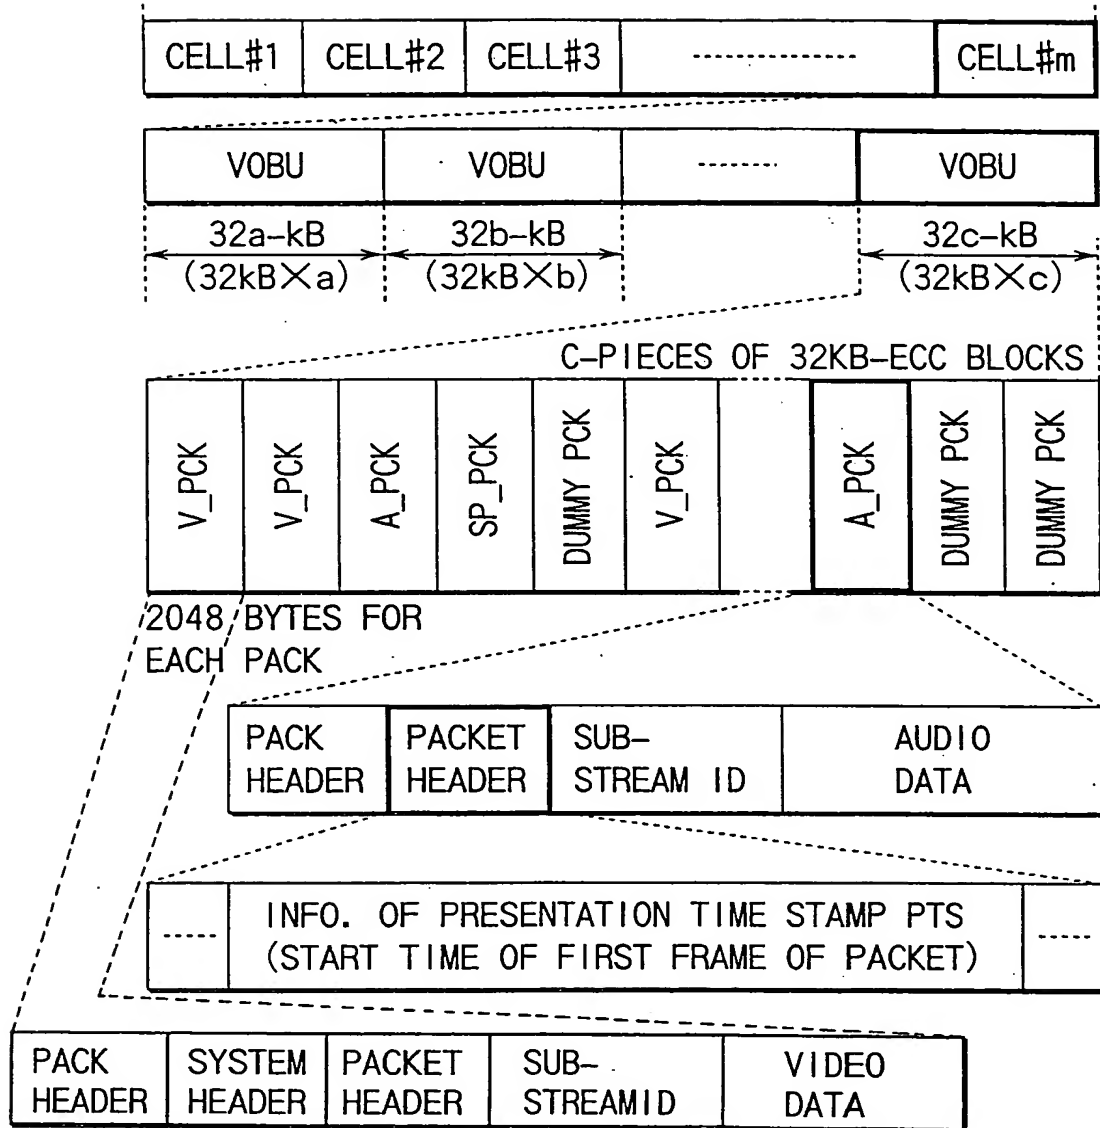 CELL#1 CELL#2 CELL#3 ---------- CELL#m
VOBU VOBU ------ VOBU
32a-kB 32b-kB 32c-kB
(32kB×a) (32kB×b) (32kB×c)
C-PIECES OF 32KB-ECC BLOCKS
V_PCK
V_PCK
A_PCK
SP_PCK
DUMMY PCK
V_PCK
A_PCK
DUMMY PCK
DUMMY PCK
2048 BYTES FOR
EACH PACK
PACK PACKET SUB- AUDIO
HEADER HEADER STREAM ID DATA
INFO. OF PRESENTATION TIME STAMP PTS
(START TIME OF FIRST FRAME OF PACKET)
PACK SYSTEM PACKET SUB- VIDEO
HEADER HEADER HEADER STREAMID DATA